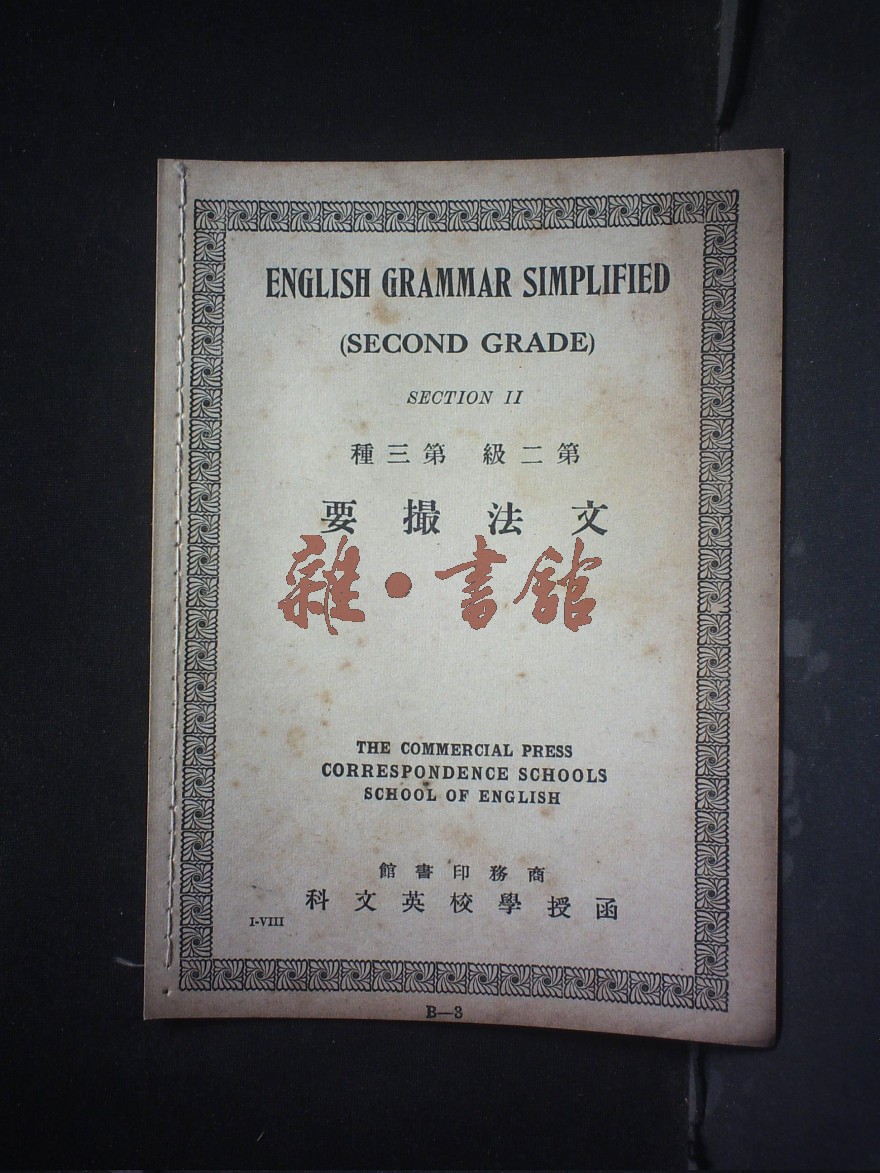 ENGLISH GRAMMAR SIMPLIFIED
(SECOND GRADE)
SECTION II
第二級 第三種
文法撮要
雜·書館
THE COMMERCIAL PRESS
CORRESPONDENCE SCHOOLS
SCHOOL OF ENGLISH
商務印書館
函授學校英文科
I-VIII
B—3